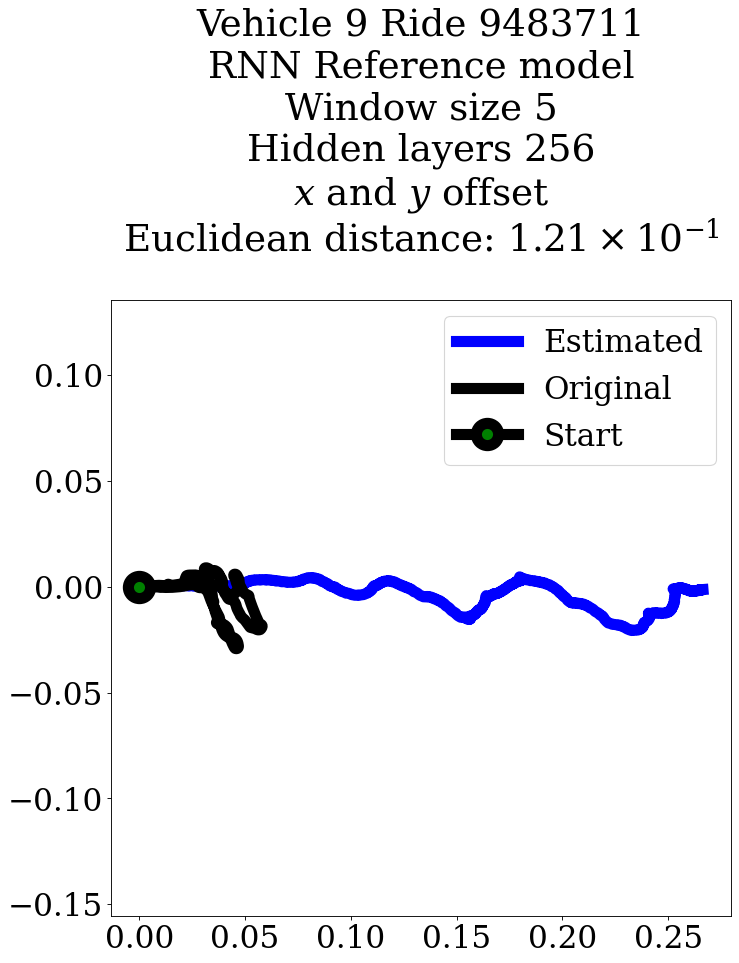 Vehicle 9 Ride 9483711
RNN Reference model
Window size 5
Hidden layers 256
x and y offset
Euclidean distance: 1.21 × 10⁻¹
Estimated
Original
Start
0.10
0.05
0.00
−0.05
−0.10
−0.15
0.00 0.05 0.10 0.15 0.20 0.25